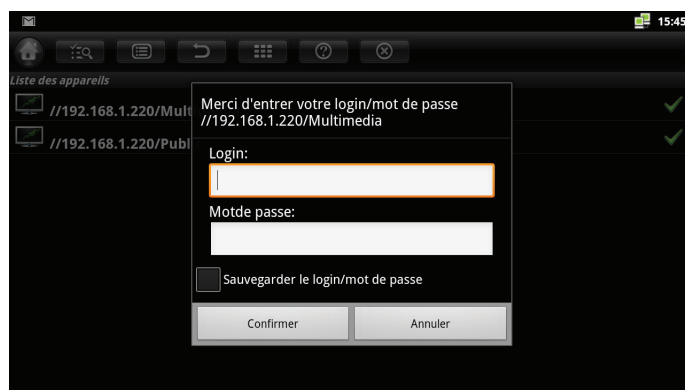 15:45
Liste des appareils
//192.168.1.220/Mult
//192.168.1.220/Publ
Merci d'entrer votre login/mot de passe
//192.168.1.220/Multimedia
Login:
Motde passe:
Sauvegarder le login/mot de passe
Confirmer
Annuler